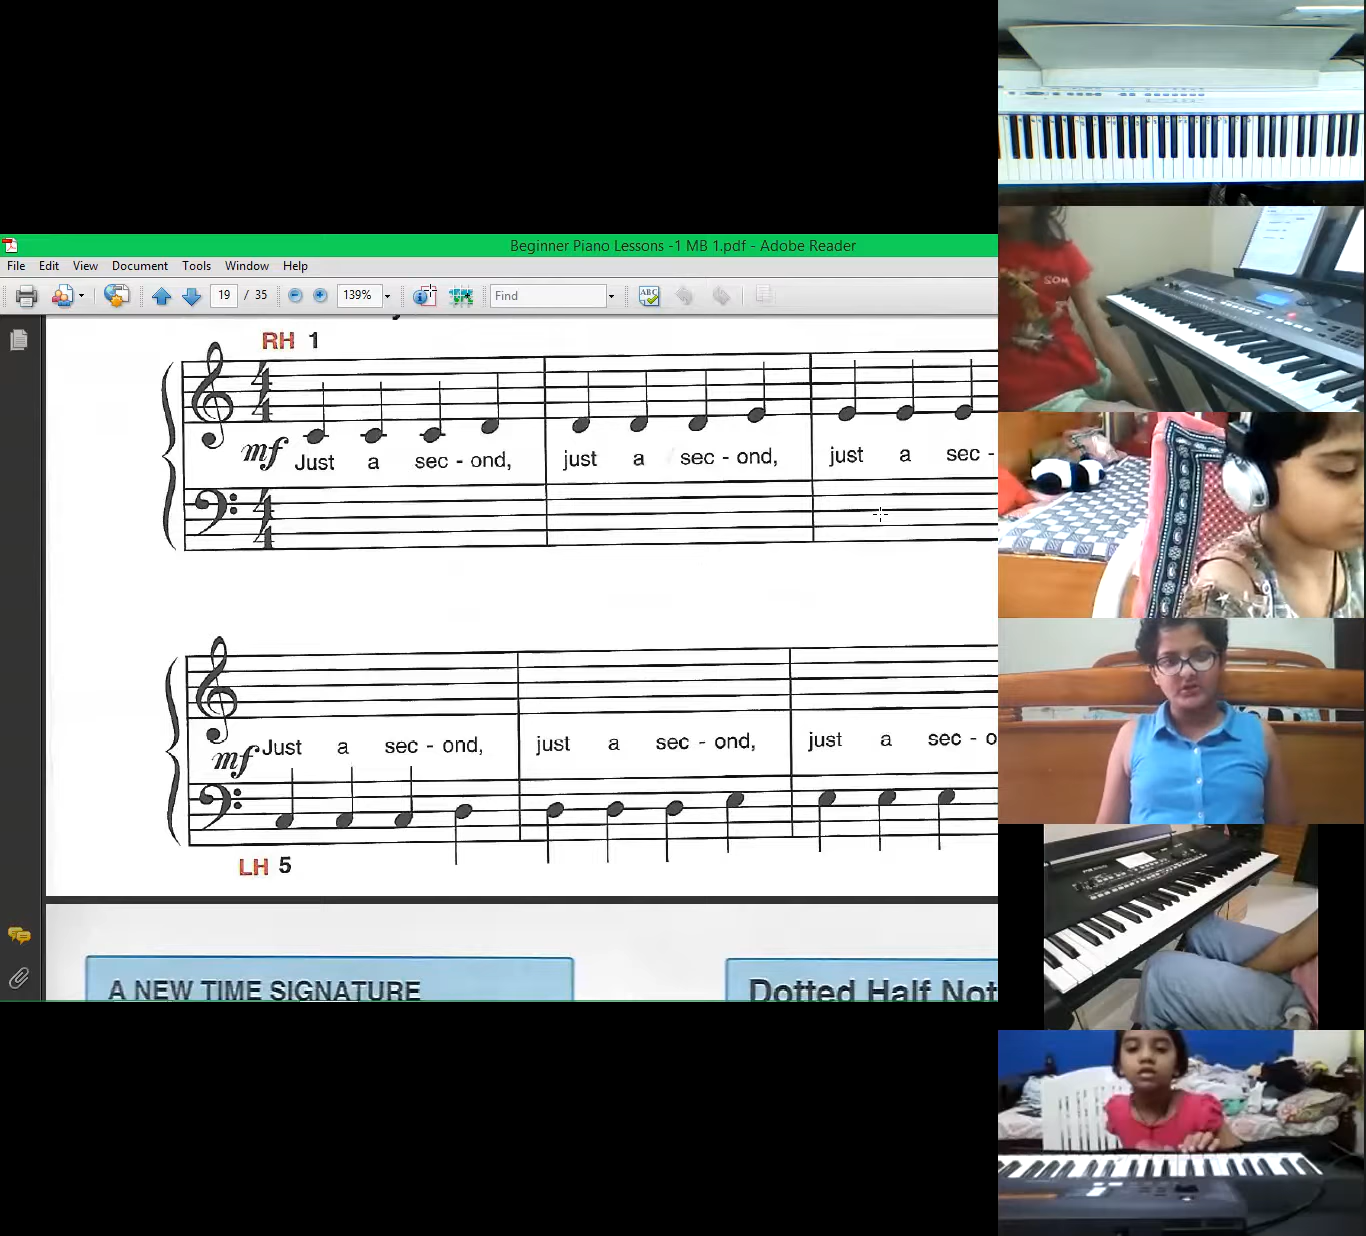 Beginner Piano Lessons -1 MB 1.pdf - Adobe Reader
File Edit View Document Tools Window Help
19 / 35 139% Find
RH 1
mf Just a sec - ond, just a sec - ond, just a sec -
mf Just a sec - ond, just a sec - ond, just a sec - o
LH 5
A NEW TIME SIGNATURE
Dotted Half Not